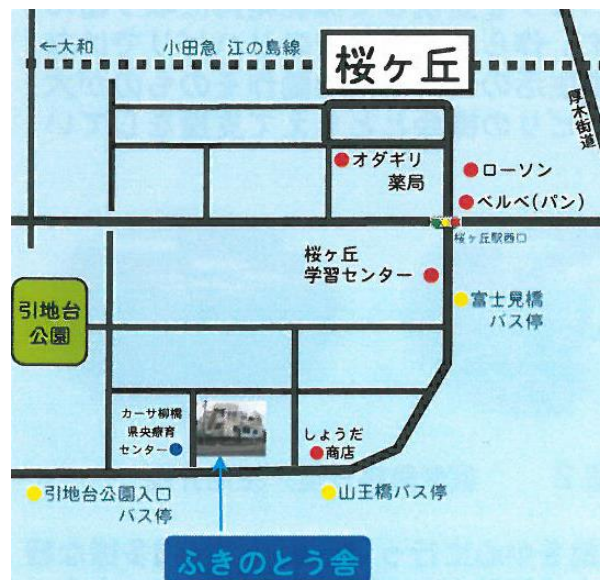 ←大和
小田急 江の島線
桜ヶ丘
厚木街道
オダギリ
薬局
ローソン
ベルベ(パン)
桜ヶ丘駅西口
桜ヶ丘
学習センター
引地台
公園
富士見橋
バス停
カーサ柳橋
県央療育
センター
しょうだ
商店
引地台公園入口
バス停
山王橋バス停
ふきのとう舎